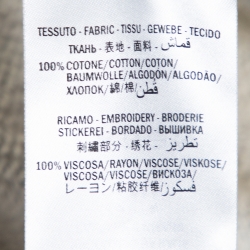 TESSUTO - FABRIC - TISSU - GEWEBE - TECIDO
ТКАНЬ - 表地 - 面料 - قماش
100% COTONE/COTTON/COTON/
BAUMWOLLE/ALGODÓN/ALGODÃO/
ХЛОПОК/綿/棉/قطن
RICAMO - EMBROIDERY - BRODERIE
STICKEREI - BORDADO - ВЫШИВКА
刺繍部分 - 绣花 - تطريز
100% VISCOSA/RAYON/VISCOSE/VISKOSE/
VISCOSA/VISCOSE/ВИСКОЗА/
レーヨン/粘胶纤维/فسكوز